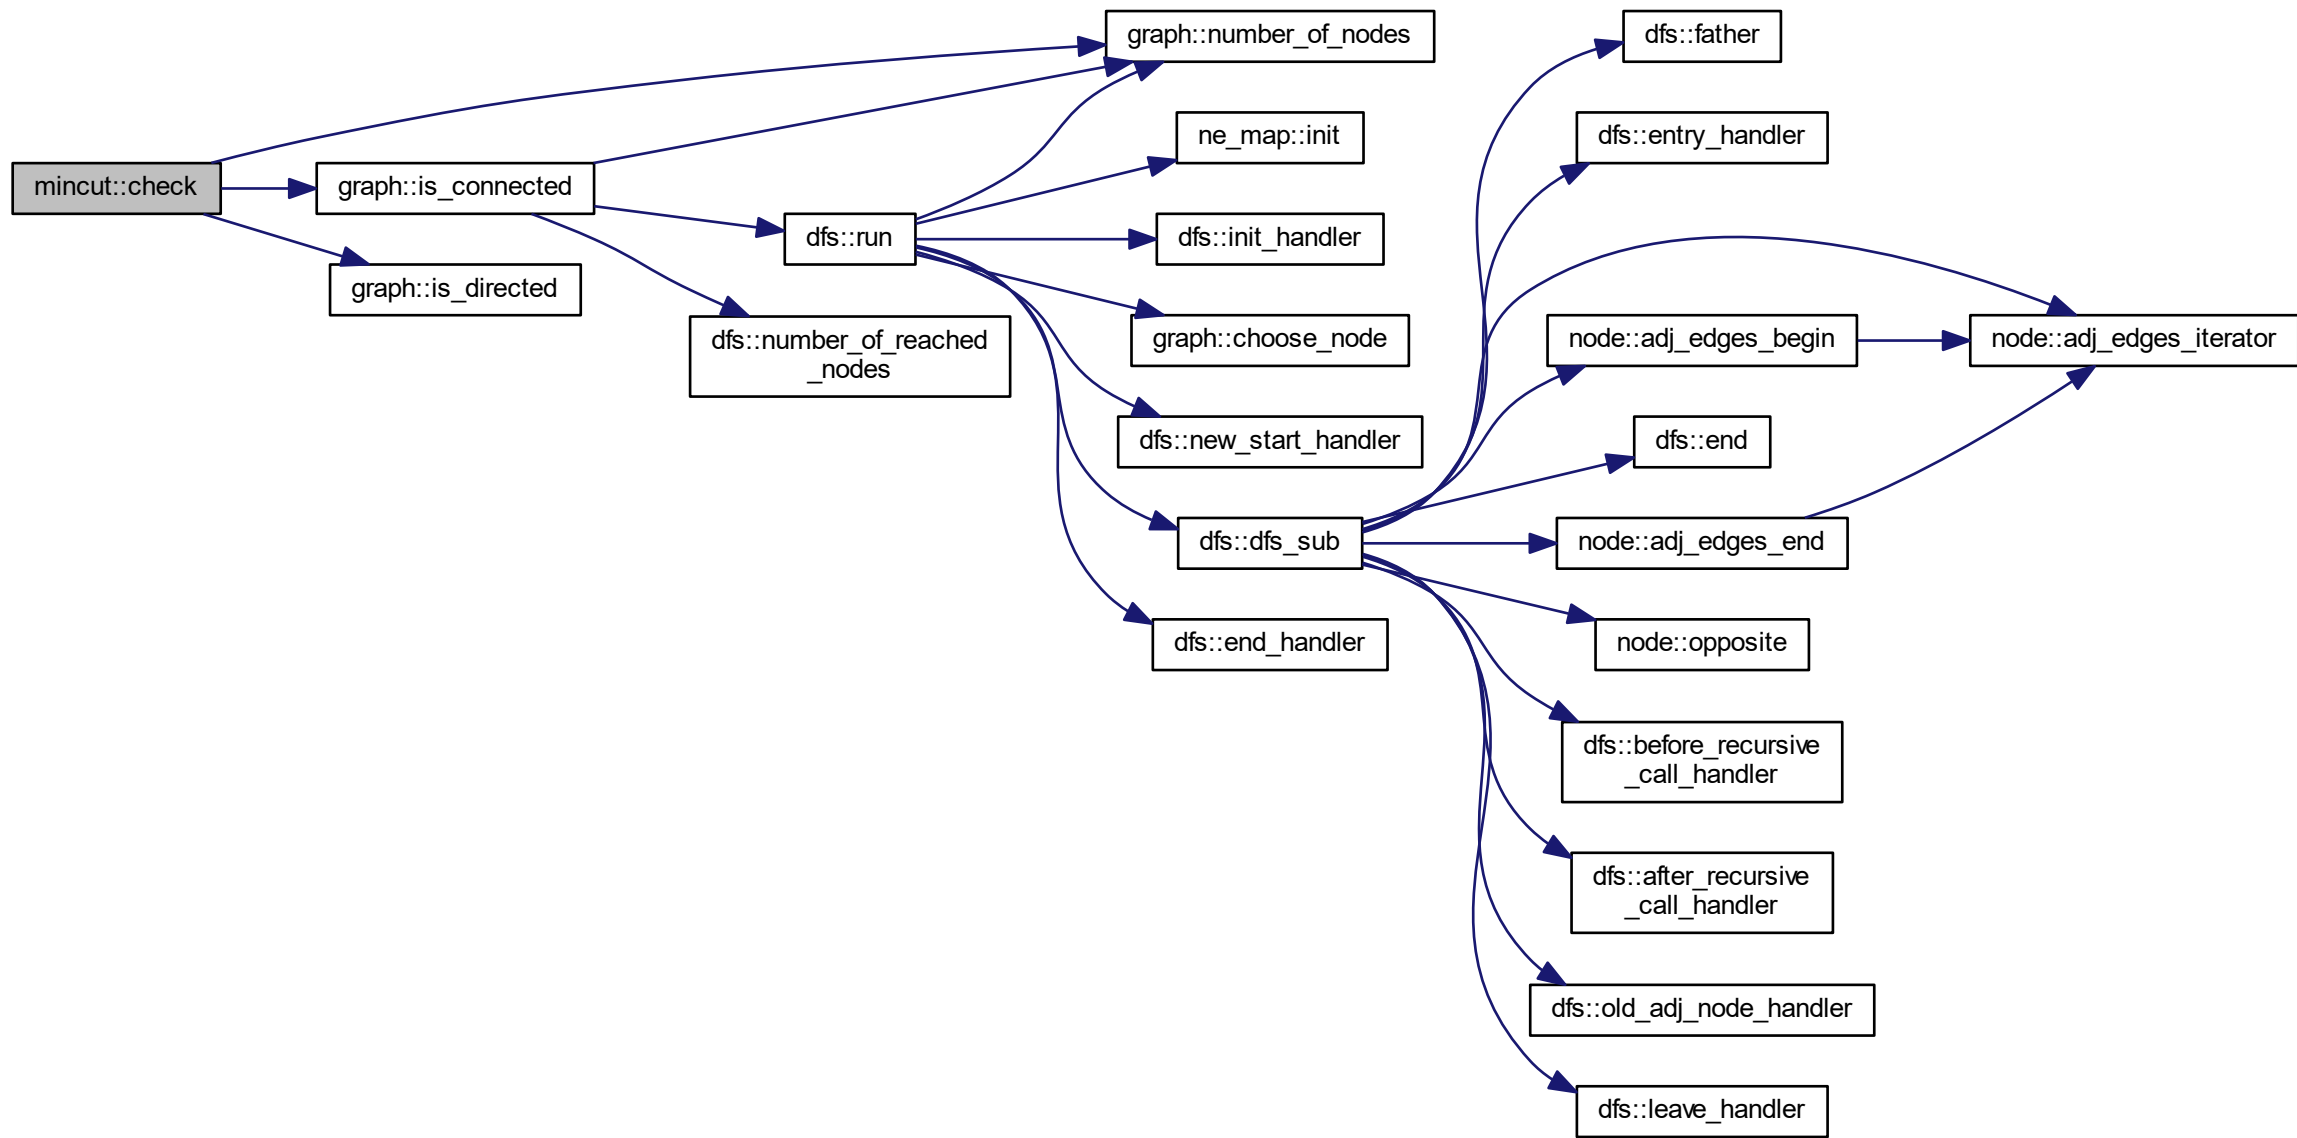 mincut::check
graph::is_connected
graph::is_directed
dfs::number_of_reached
_nodes
dfs::run
graph::number_of_nodes
ne_map::init
dfs::init_handler
graph::choose_node
dfs::new_start_handler
dfs::dfs_sub
dfs::end_handler
dfs::father
dfs::entry_handler
node::adj_edges_begin
dfs::end
node::adj_edges_end
node::opposite
dfs::before_recursive
_call_handler
dfs::after_recursive
_call_handler
dfs::old_adj_node_handler
dfs::leave_handler
node::adj_edges_iterator